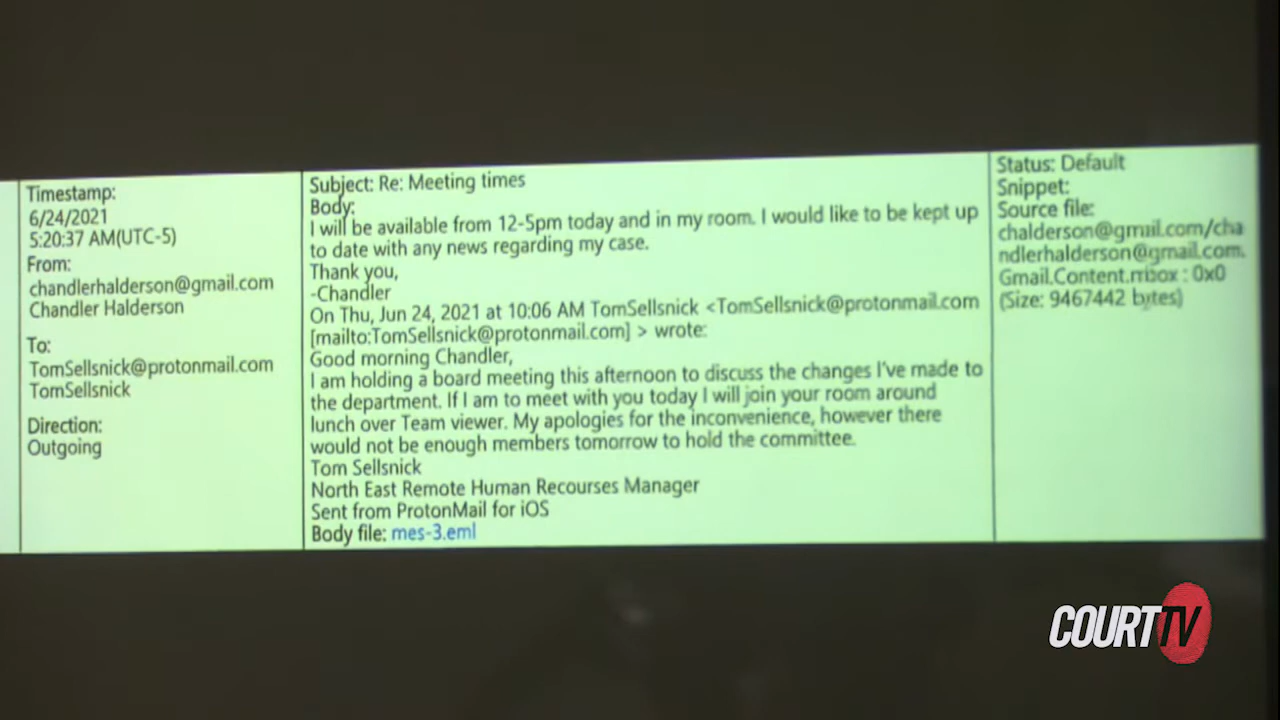 Timestamp:
6/24/2021
5:20:37 AM(UTC-5)
From:
chandlerhalderson@gmail.com
Chandler Halderson
To:
TomSellsnick@protonmail.com
TomSellsnick
Direction:
Outgoing
Subject: Re: Meeting times
Body:
I will be available from 12-5pm today and in my room. I would like to be kept up
to date with any news regarding my case.
Thank you,
-Chandler
On Thu, Jun 24, 2021 at 10:06 AM TomSellsnick <TomSellsnick@protonmail.com
[mailto:TomSellsnick@protonmail.com] > wrote:
Good morning Chandler,
I am holding a board meeting this afternoon to discuss the changes I've made to
the department. If I am to meet with you today I will join your room around
lunch over Team viewer. My apologies for the inconvenience, however there
would not be enough members tomorrow to hold the committee.
Tom Sellsnick
North East Remote Human Recourses Manager
Sent from ProtonMail for iOS
Body file: mes-3.eml
Status: Default
Snippet:
Source file:
chalderson@gmail.com/cha
ndlerhalderson@gmail.com.
Gmail.Content.mbox : 0x0
(Size: 9467442 bytes)
COURT TV